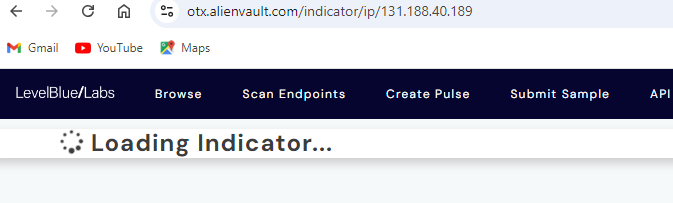 otx.alienvault.com/indicator/ip/131.188.40.189
Gmail YouTube Maps
LevelBlue/Labs Browse Scan Endpoints Create Pulse Submit Sample API
Loading Indicator...